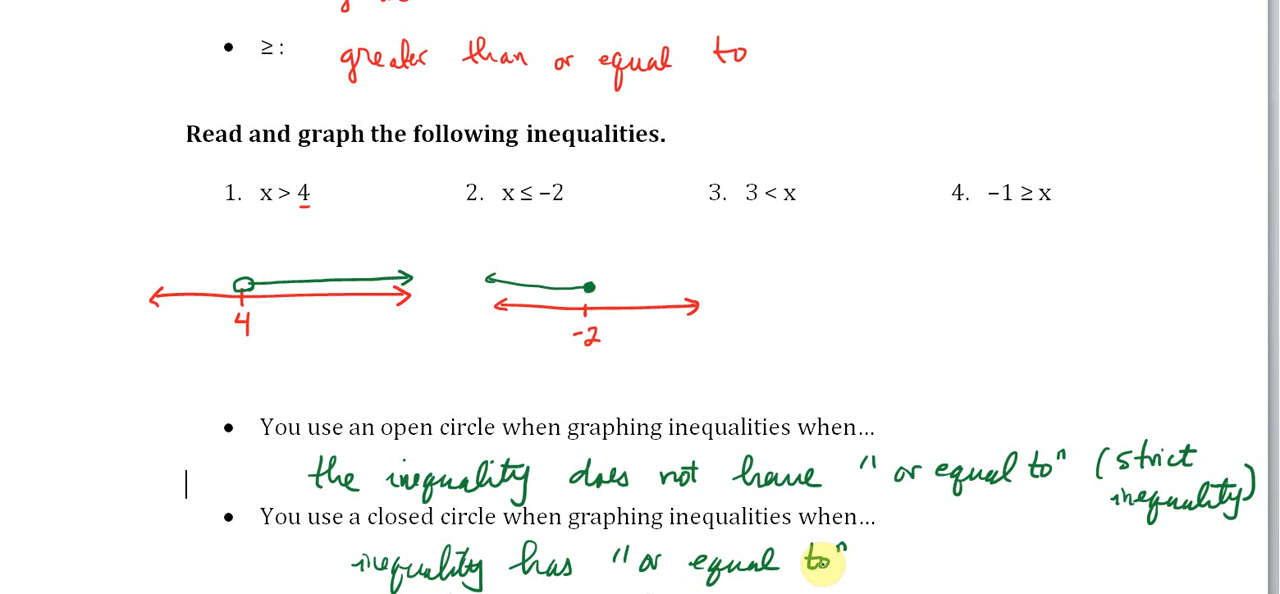 • ≥ : greater than or equal to
Read and graph the following inequalities.
1. x > 4 2. x ≤ −2 3. 3 < x 4. −1 ≥ x
4 -2
• You use an open circle when graphing inequalities when...
the inequality does not have "or equal to" (strict
inequality)
• You use a closed circle when graphing inequalities when...
inequality has "or equal to"